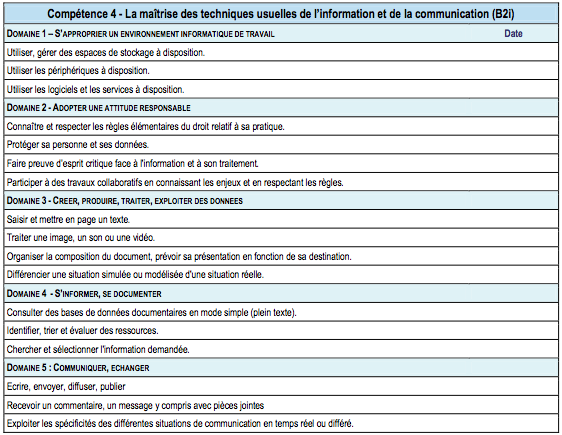 Compétence 4 - La maîtrise des techniques usuelles de l'information et de la communication (B2i)
DOMAINE 1 – S'APPROPRIER UN ENVIRONNEMENT INFORMATIQUE DE TRAVAIL Date
Utiliser, gérer des espaces de stockage à disposition.
Utiliser les périphériques à disposition.
Utiliser les logiciels et les services à disposition.
DOMAINE 2 - ADOPTER UNE ATTITUDE RESPONSABLE
Connaître et respecter les règles élémentaires du droit relatif à sa pratique.
Protéger sa personne et ses données.
Faire preuve d'esprit critique face à l'information et à son traitement.
Participer à des travaux collaboratifs en connaissant les enjeux et en respectant les règles.
DOMAINE 3 - CREER, PRODUIRE, TRAITER, EXPLOITER DES DONNEES
Saisir et mettre en page un texte.
Traiter une image, un son ou une vidéo.
Organiser la composition du document, prévoir sa présentation en fonction de sa destination.
Différencier une situation simulée ou modélisée d'une situation réelle.
DOMAINE 4 - S'INFORMER, SE DOCUMENTER
Consulter des bases de données documentaires en mode simple (plein texte).
Identifier, trier et évaluer des ressources.
Chercher et sélectionner l'information demandée.
DOMAINE 5 : COMMUNIQUER, ECHANGER
Ecrire, envoyer, diffuser, publier
Recevoir un commentaire, un message y compris avec pièces jointes
Exploiter les spécificités des différentes situations de communication en temps réel ou différé.